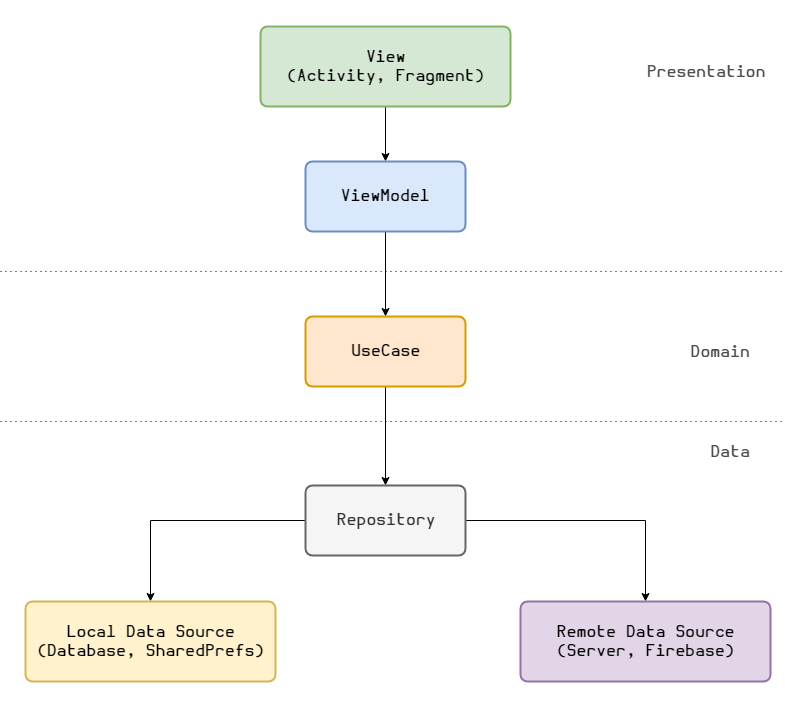 View
(Activity, Fragment)
Presentation
ViewModel
UseCase
Domain
Data
Repository
Local Data Source
(Database, SharedPrefs)
Remote Data Source
(Server, Firebase)